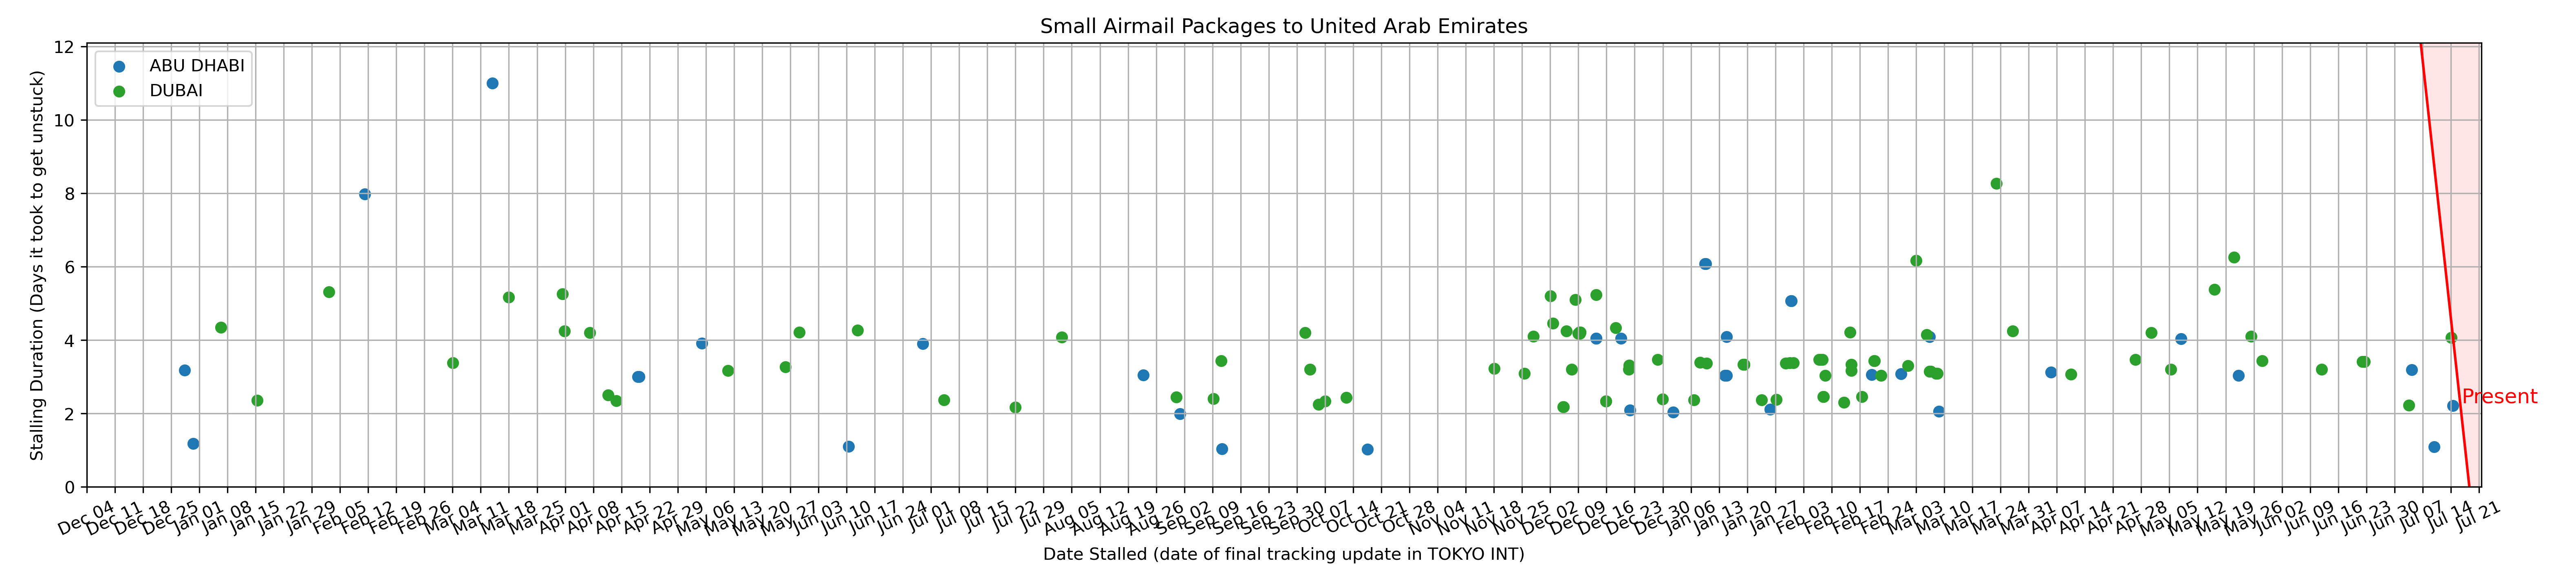 Small Airmail Packages to United Arab Emirates
ABU DHABI
DUBAI
Stalling Duration (Days it took to get unstuck)
12
10
8
6
4
2
0
Present
Dec 04
Dec 11
Dec 18
Dec 25
Jan 01
Jan 08
Jan 15
Jan 22
Jan 29
Feb 05
Feb 12
Feb 19
Feb 26
Mar 04
Mar 11
Mar 18
Mar 25
Apr 01
Apr 08
Apr 15
Apr 22
Apr 29
May 06
May 13
May 20
May 27
Jun 03
Jun 10
Jun 17
Jun 24
Jul 01
Jul 08
Jul 15
Jul 22
Jul 29
Aug 05
Aug 12
Aug 19
Aug 26
Sep 02
Sep 09
Sep 16
Sep 23
Sep 30
Oct 07
Oct 14
Oct 21
Oct 28
Nov 04
Nov 11
Nov 18
Nov 25
Dec 02
Dec 09
Dec 16
Dec 23
Dec 30
Jan 06
Jan 13
Jan 20
Jan 27
Feb 03
Feb 10
Feb 17
Feb 24
Mar 03
Mar 10
Mar 17
Mar 24
Mar 31
Apr 07
Apr 14
Apr 21
Apr 28
May 05
May 12
May 19
May 26
Jun 02
Jun 09
Jun 16
Jun 23
Jun 30
Jul 07
Jul 14
Jul 21
Date Stalled (date of final tracking update in TOKYO INT)